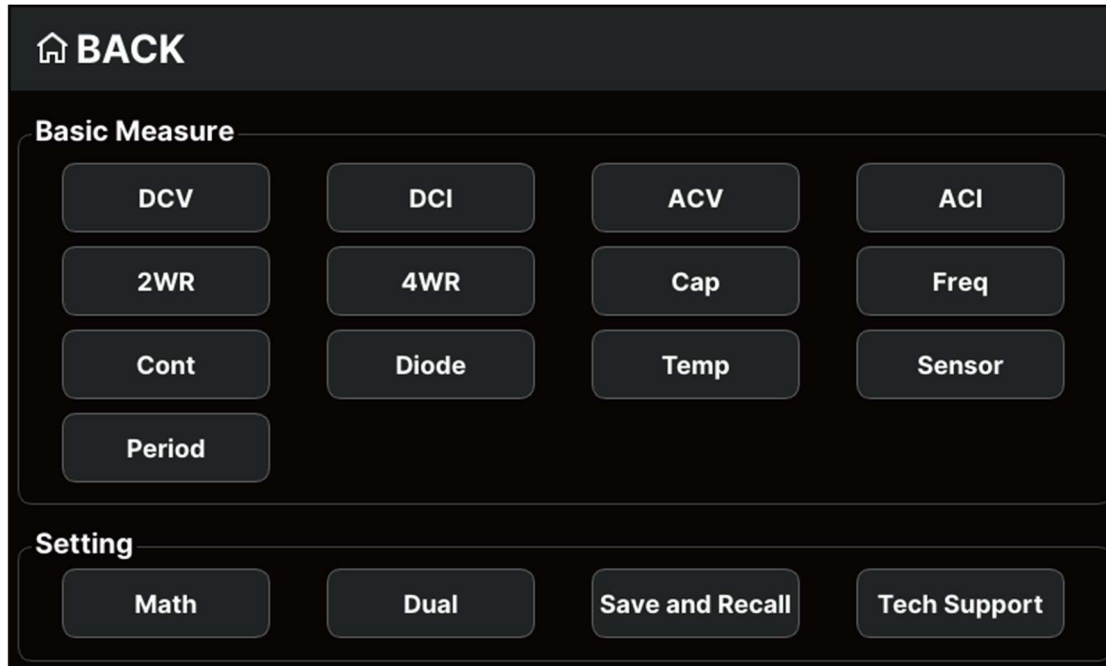 BACK
Basic Measure
DCV DCI ACV ACI
2WR 4WR Cap Freq
Cont Diode Temp Sensor
Period
Setting
Math Dual Save and Recall Tech Support